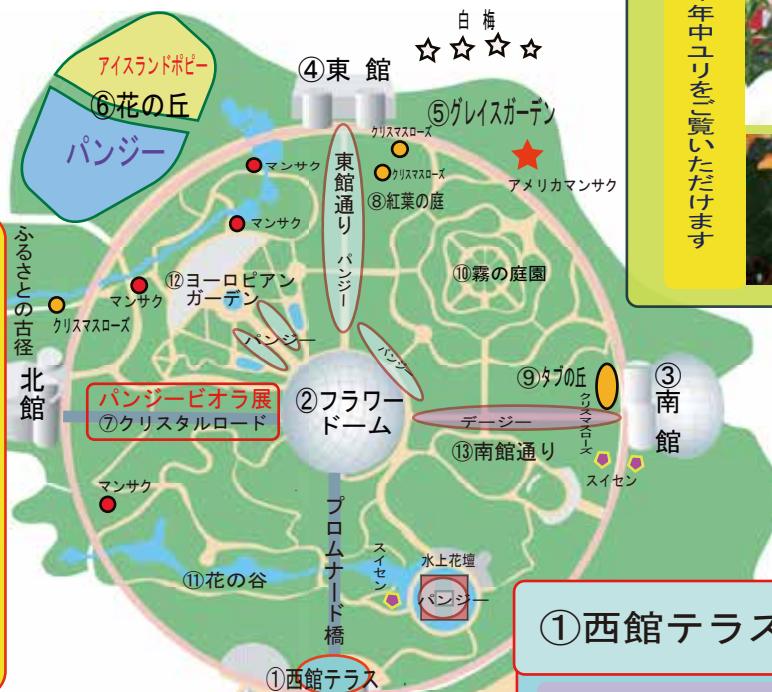 白梅
アイスランドポピー
④東館
⑥花の丘
パンジー
⑤グレイスガーデン
クリスマスローズ
クリスマスローズ
⑧紅葉の庭
アメリカマンサク
年中ユリをご覧いただけます
マンサク
マンサク
マンサク
東館通り
パンジー
⑫ヨーロピアン
ガーデン
⑩霧の庭園
ふるさとの古径
クリスマスローズ
パンジー
パンジー
北館
パンジービオラ展
⑦クリスタルロード
②フラワー
ドーム
⑨タブの丘
クリスマスローズ
③南館
デージー
⑬南館通り
スイセン
マンサク
プロムナード橋
⑪花の谷
スイセン
水上花壇
パンジー
①西館テラス
①西館テラス